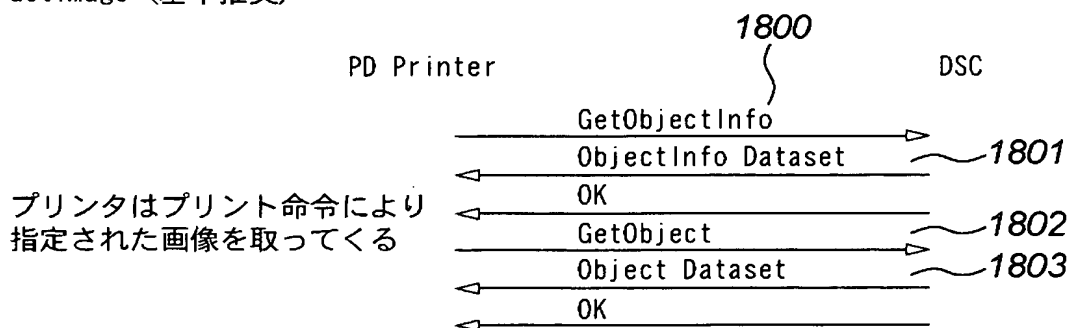 1800
PD Printer DSC
GetObjectInfo
ObjectInfo Dataset 1801
OK
プリンタはプリント命令により
指定された画像を取ってくる
GetObject 1802
Object Dataset 1803
OK